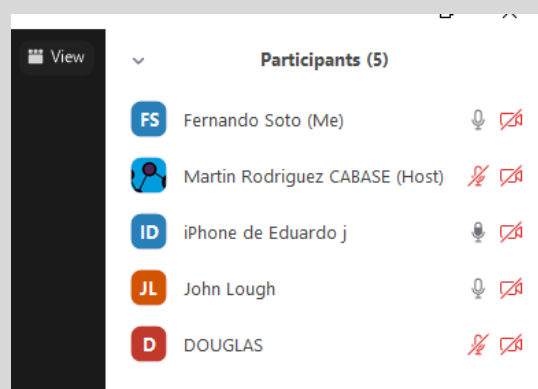 View
Participants (5)
FS Fernando Soto (Me)
Martin Rodriguez CABASE (Host)
ID iPhone de Eduardo j
JL John Lough
D DOUGLAS